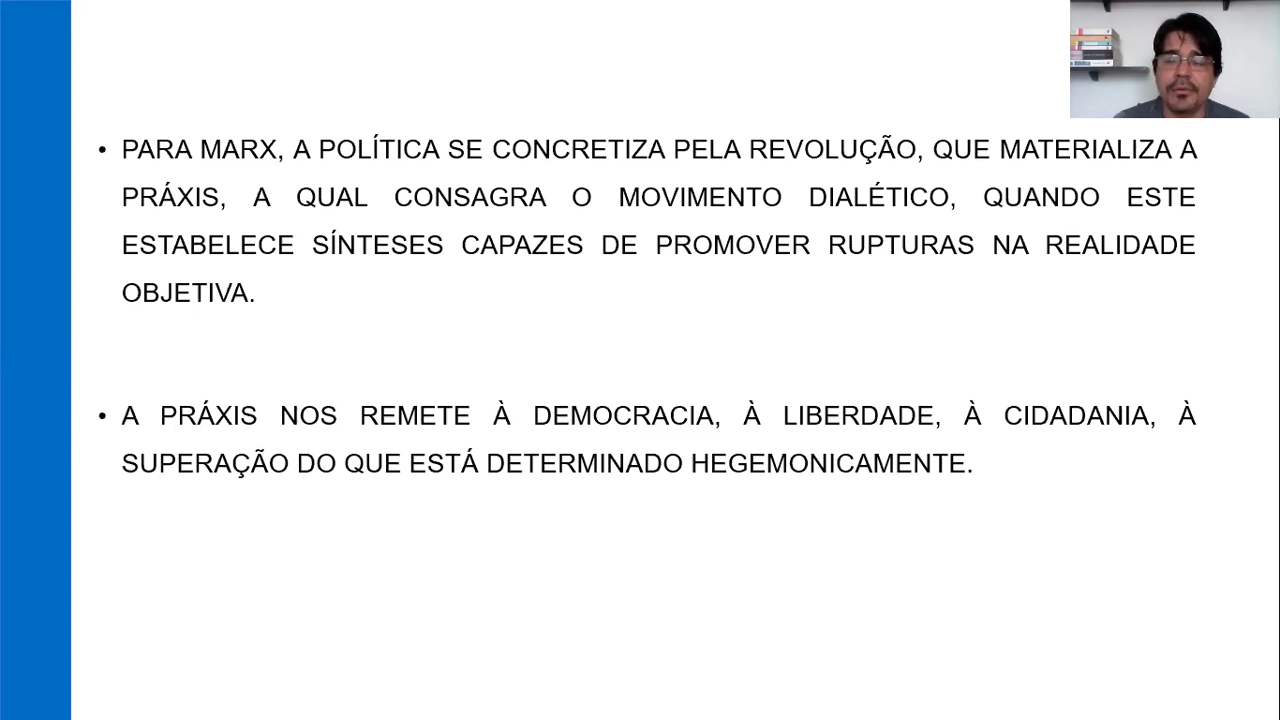 • PARA MARX, A POLÍTICA SE CONCRETIZA PELA REVOLUÇÃO, QUE MATERIALIZA A
PRÁXIS, A QUAL CONSAGRA O MOVIMENTO DIALÉTICO, QUANDO ESTE
ESTABELECE SÍNTESES CAPAZES DE PROMOVER RUPTURAS NA REALIDADE
OBJETIVA.
• A PRÁXIS NOS REMETE À DEMOCRACIA, À LIBERDADE, À CIDADANIA, À
SUPERAÇÃO DO QUE ESTÁ DETERMINADO HEGEMONICAMENTE.